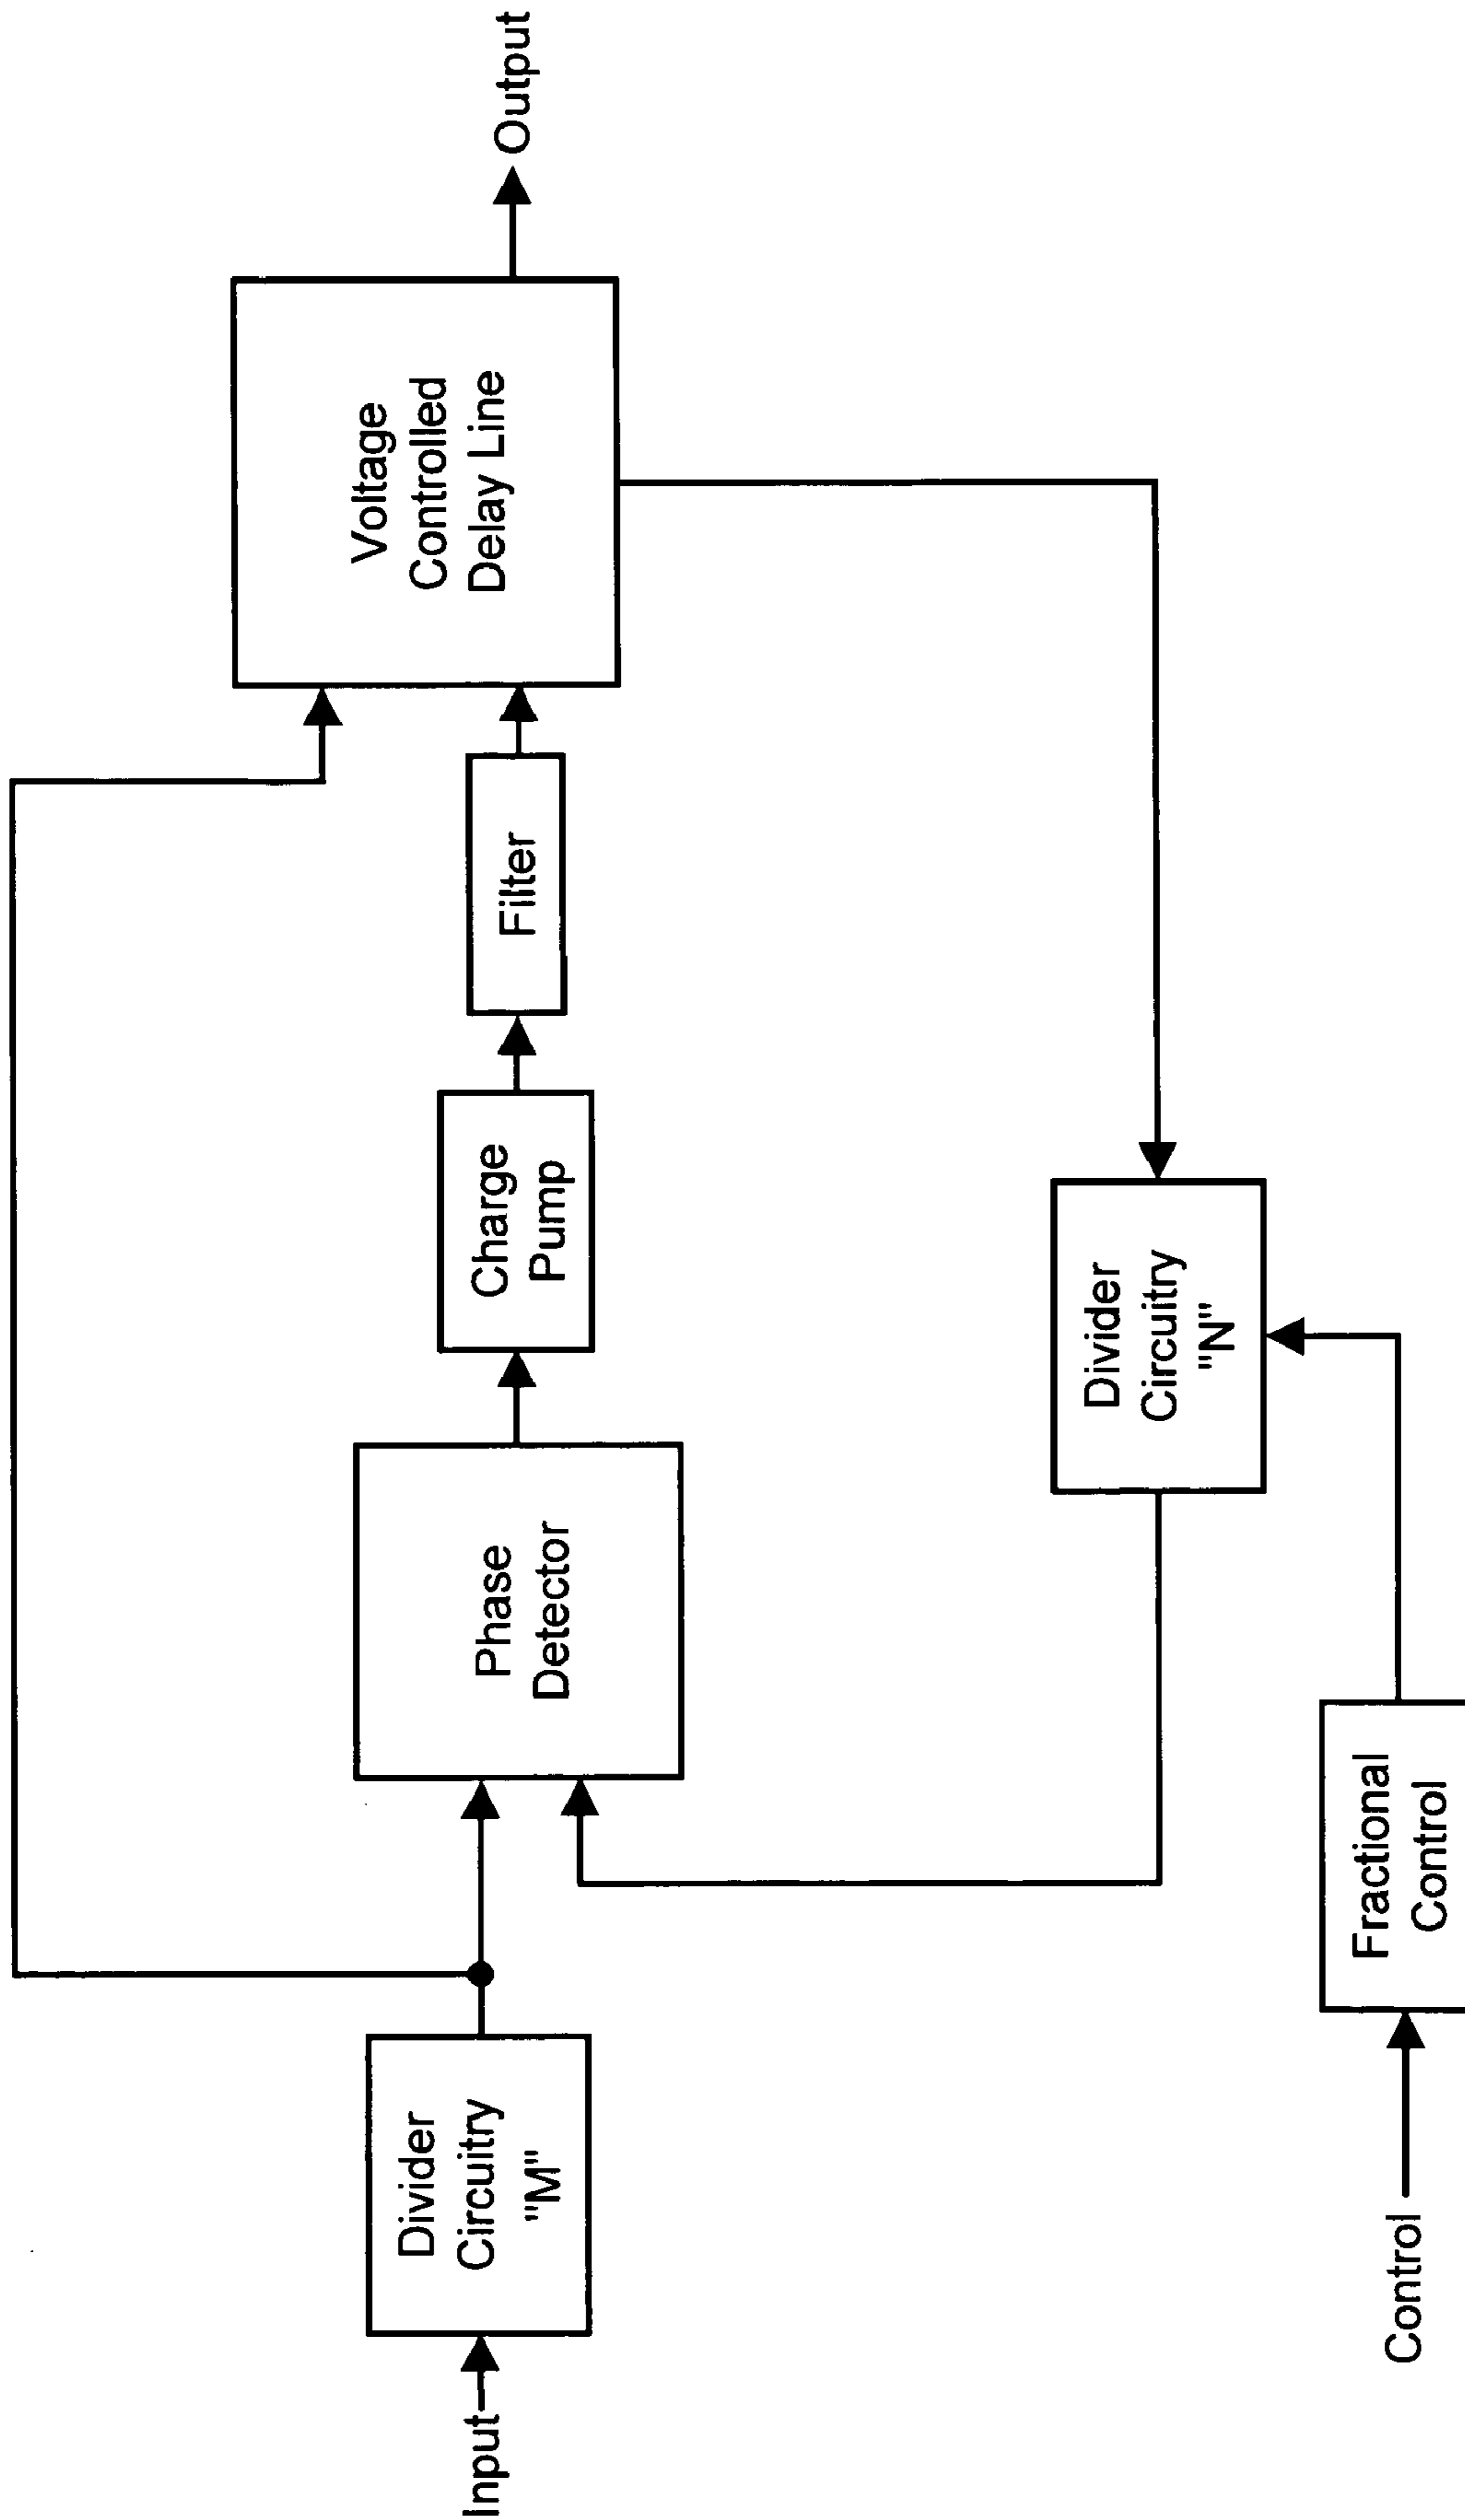 Input
Divider
Circuitry
"M"
Phase
Detector
Charge
Pump
Filter
Voltage
Controlled
Delay Line
Output
Divider
Circuitry
"N"
Control
Fractional
Control